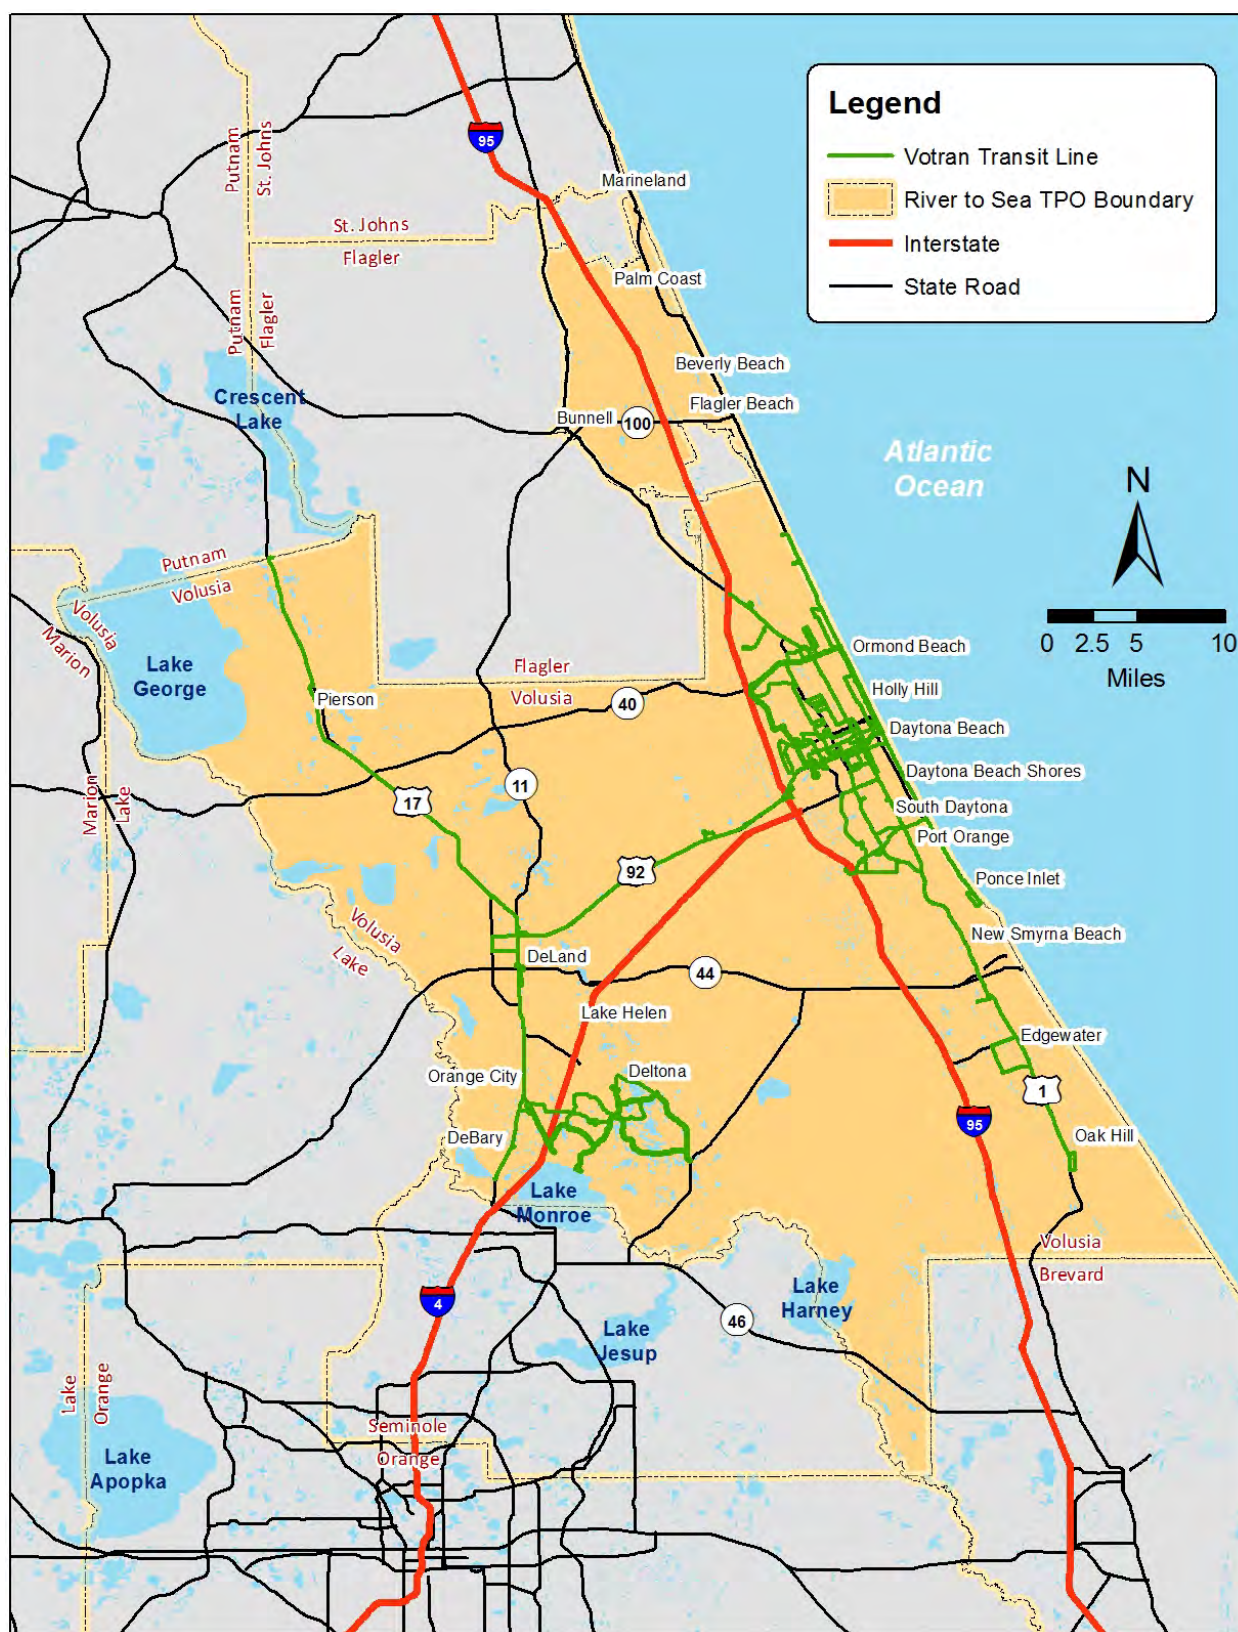 Legend
Votran Transit Line
River to Sea TPO Boundary
Interstate
State Road
95
Putnam
St. Johns
Marineland
St. Johns
Flagler
Palm Coast
Putnam
Flagler
Beverly Beach
Crescent
Lake
Flagler Beach
Bunnell
100
Atlantic
Ocean
N
0 2.5 5 10
Miles
Putnam
Volusia
Volusia
Marion
Lake
George
Ormond Beach
Flagler
Volusia
Holly Hill
Pierson
40
Daytona Beach
Daytona Beach Shores
Marion
Lake
11
17
South Daytona
Port Orange
92
Ponce Inlet
Volusia
Lake
New Smyrna Beach
DeLand
44
Lake Helen
Edgewater
Orange City
Deltona
1
95
DeBary
Oak Hill
Lake
Monroe
Volusia
Brevard
Lake
Harney
4
46
Lake
Jesup
Lake
Orange
Seminole
Orange
Lake
Apopka